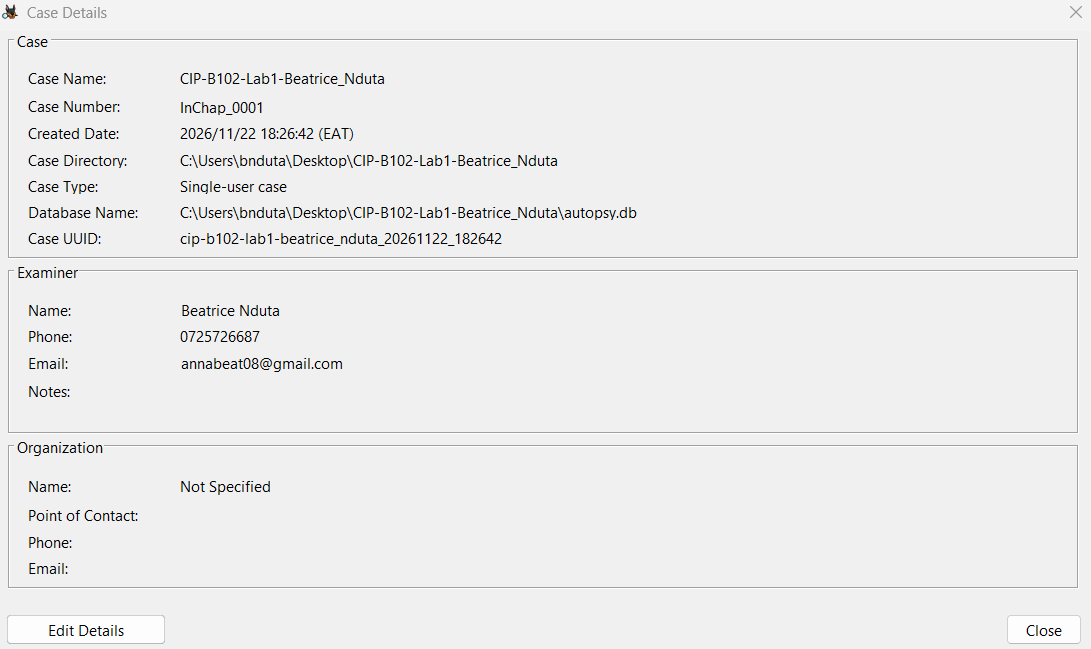 Case Details
Case
Case Name: CIP-B102-Lab1-Beatrice_Nduta
Case Number: InChap_0001
Created Date: 2026/11/22 18:26:42 (EAT)
Case Directory: C:\Users\bnduta\Desktop\CIP-B102-Lab1-Beatrice_Nduta
Case Type: Single-user case
Database Name: C:\Users\bnduta\Desktop\CIP-B102-Lab1-Beatrice_Nduta\autopsy.db
Case UUID: cip-b102-lab1-beatrice_nduta_20261122_182642
Examiner
Name: Beatrice Nduta
Phone: 0725726687
Email: annabeat08@gmail.com
Notes:
Organization
Name: Not Specified
Point of Contact:
Phone:
Email:
Edit Details Close